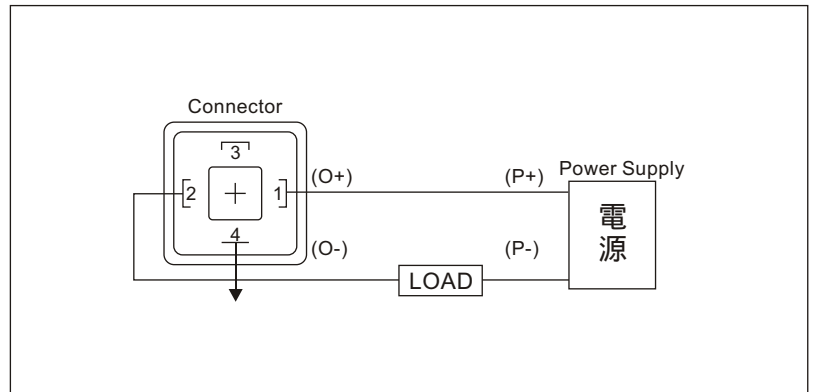 Connector
3
2
1
4
(O+)
(P+)
Power Supply
(O-)
(P-)
LOAD
電
源